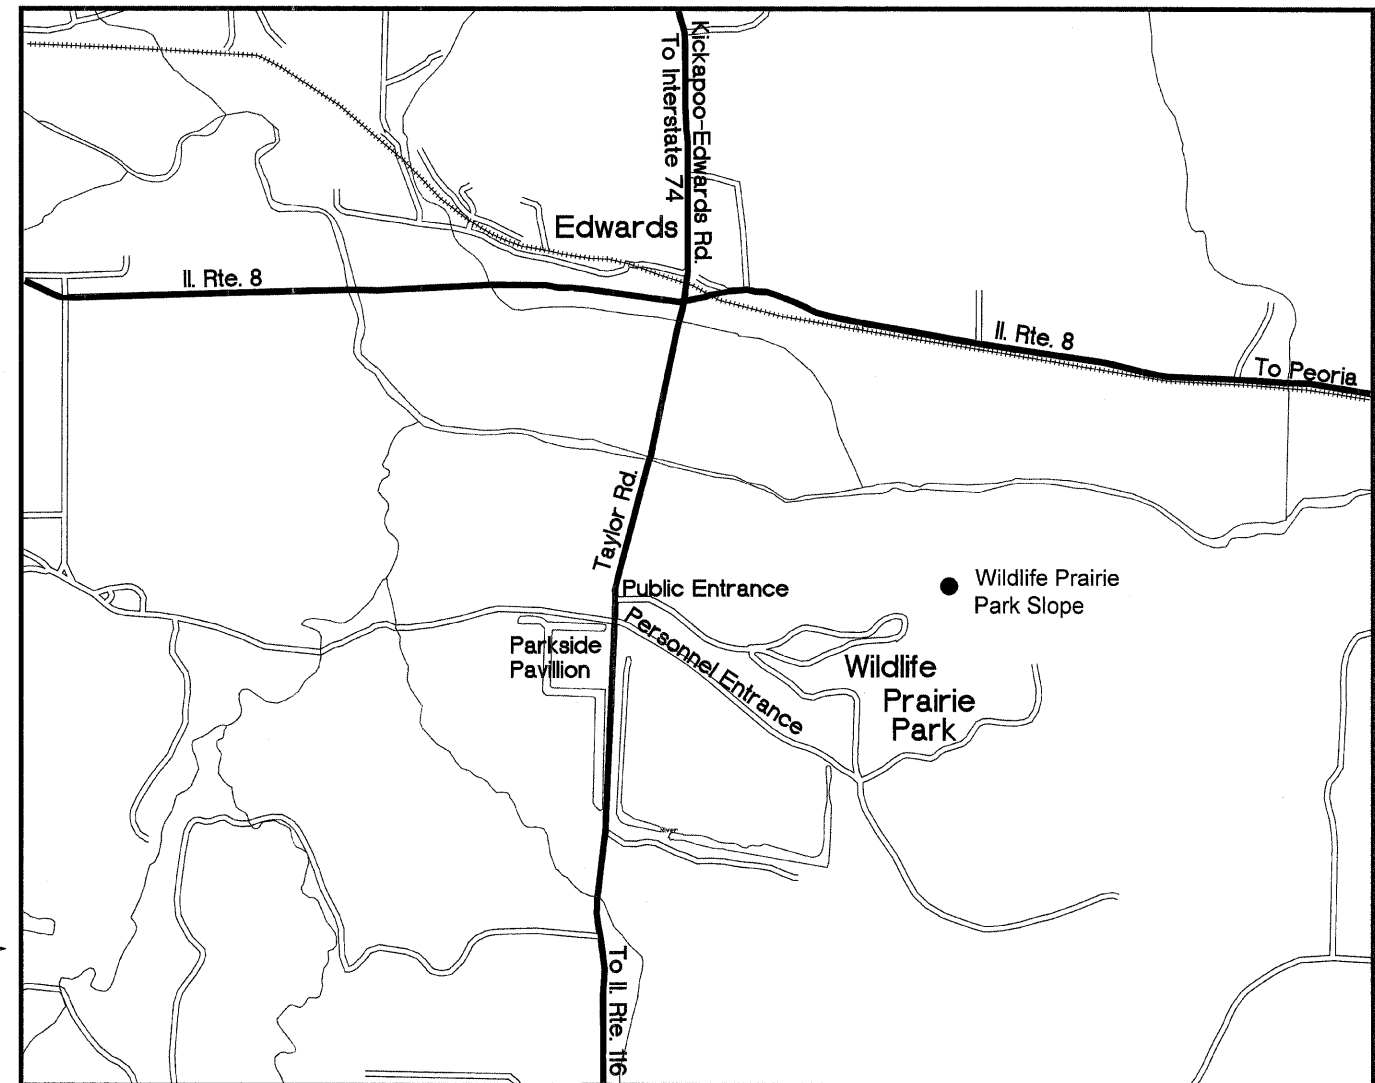 Kickapoo-Edwards Rd.
To Interstate 74
Edwards
Il. Rte. 8
Il. Rte. 8
To Peoria
Taylor Rd.
Public Entrance
Wildlife Prairie
Park Slope
Personnel Entrance
Parkside
Pavillion
Wildlife
Prairie
Park
To Il. Rte. 116